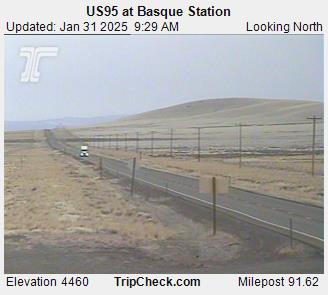 US95 at Basque Station
Updated: Jan 31 2025 9:29 AM Looking North
Elevation 4460 TripCheck.com Milepost 91.62